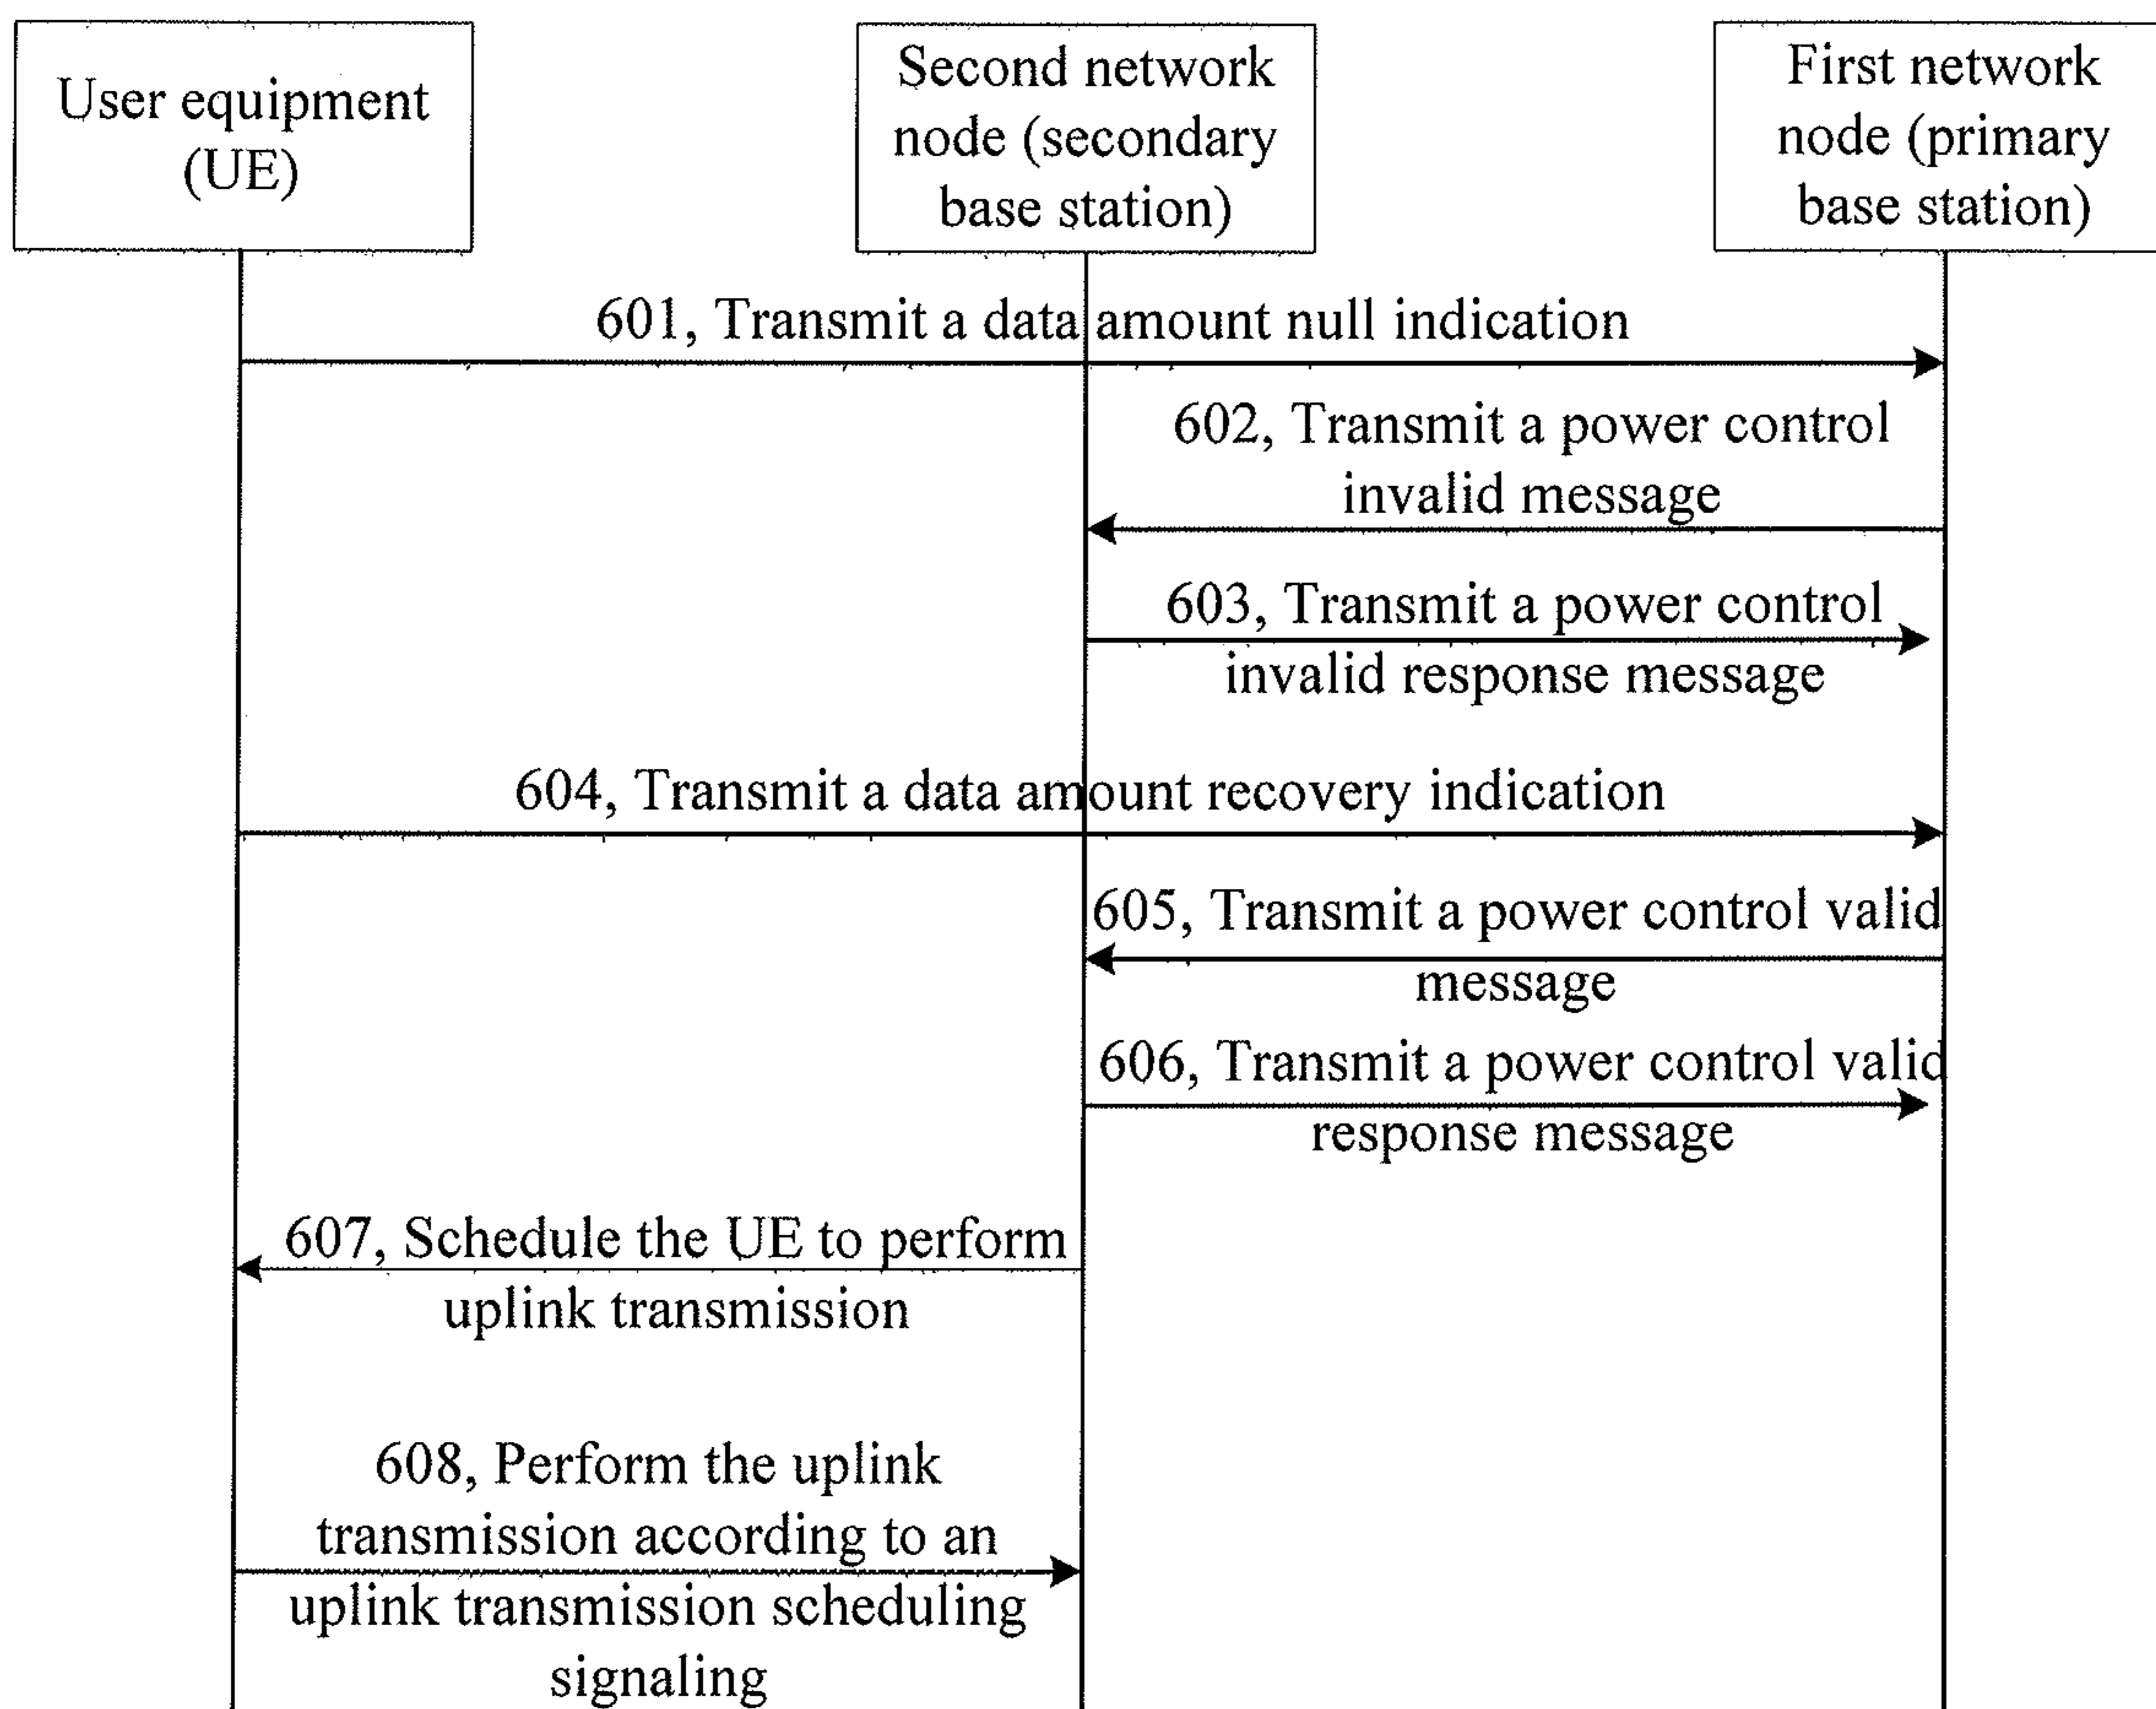 User equipment
(UE)
Second network
node (secondary
base station)
First network
node (primary
base station)
601, Transmit a data amount null indication
602, Transmit a power control
invalid message
603, Transmit a power control
invalid response message
604, Transmit a data amount recovery indication
605, Transmit a power control valid
message
606, Transmit a power control valid
response message
607, Schedule the UE to perform
uplink transmission
608, Perform the uplink
transmission according to an
uplink transmission scheduling
signaling